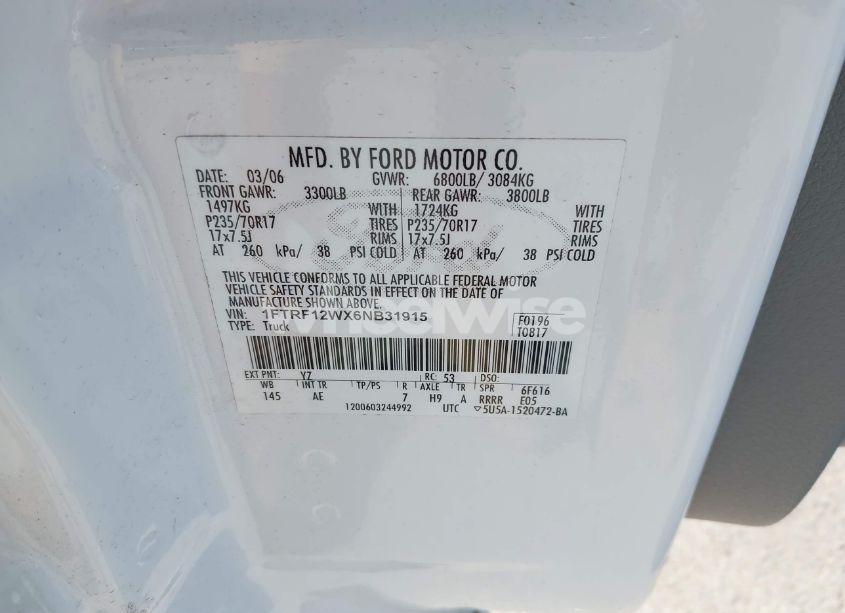 MFD. BY FORD MOTOR CO.
DATE: 03/06 GVWR: 6800LB/ 3084KG
FRONT GAWR: 3300LB REAR GAWR: 3800LB
1497KG WITH 1724KG WITH
P235/70R17 TIRES P235/70R17 TIRES
17x7.5J RIMS 17x7.5J RIMS
AT 260 kPa/ 38 PSI COLD AT 260 kPa/ 38 PSI COLD
THIS VEHICLE CONFORMS TO ALL APPLICABLE FEDERAL MOTOR
VEHICLE SAFETY STANDARDS IN EFFECT ON THE DATE OF
MANUFACTURE SHOWN ABOVE.
VIN: 1FTRF12WX6NB31915 F0196
TYPE: Truck T0B17
wheelwise
EXT PNT: Y7 RC: 53 DSO:
WB INT TR TP/PS R AXLE TR SPR 6F616
145 AE 7 H9 A RRRR E05
1200603244992 UTC ▽5U5A-1520472-BA